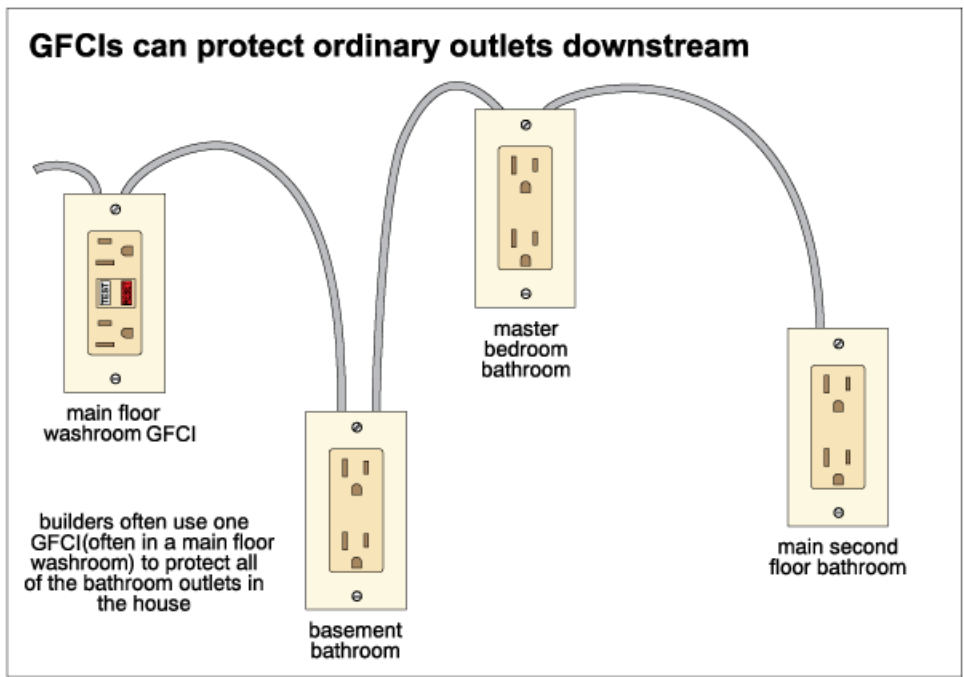 GFCIs can protect ordinary outlets downstream
TEST
master
bedroom
bathroom
main floor
washroom GFCI
builders often use one
GFCI(often in a main floor
washroom) to protect all
of the bathroom outlets in
the house
main second
floor bathroom
basement
bathroom